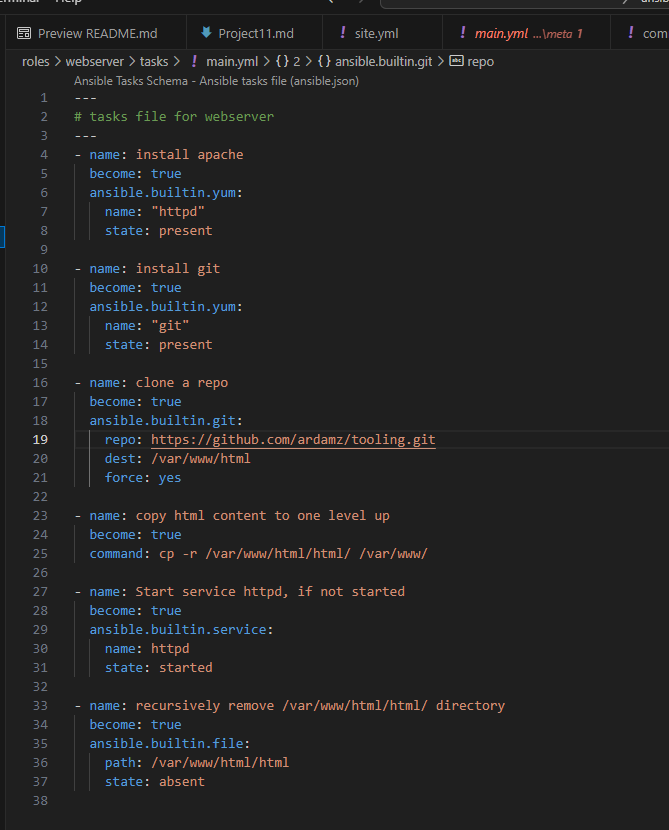 Terminal Help
Preview README.md Project11.md site.yml main.yml ...\meta 1 com
roles > webserver > tasks > ! main.yml > {} 2 > {} ansible.builtin.git > abc repo
Ansible Tasks Schema - Ansible tasks file (ansible.json)
1 ---
2 # tasks file for webserver
3 ---
4 - name: install apache
5 become: true
6 ansible.builtin.yum:
7 name: "httpd"
8 state: present
9
10 - name: install git
11 become: true
12 ansible.builtin.yum:
13 name: "git"
14 state: present
15
16 - name: clone a repo
17 become: true
18 ansible.builtin.git:
19 repo: https://github.com/ardamz/tooling.git
20 dest: /var/www/html
21 force: yes
22
23 - name: copy html content to one level up
24 become: true
25 command: cp -r /var/www/html/html/ /var/www/
26
27 - name: Start service httpd, if not started
28 become: true
29 ansible.builtin.service:
30 name: httpd
31 state: started
32
33 - name: recursively remove /var/www/html/html/ directory
34 become: true
35 ansible.builtin.file:
36 path: /var/www/html/html
37 state: absent
38